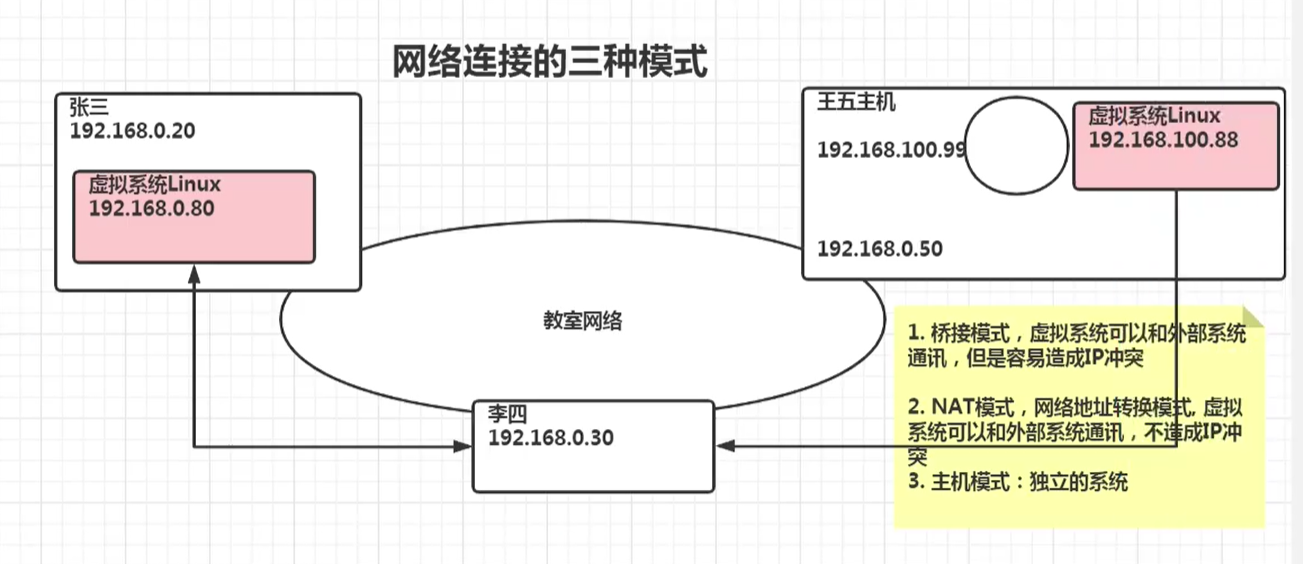 网络连接的三种模式
张三
192.168.0.20
虚拟系统Linux
192.168.0.80
王五主机
192.168.100.99
虚拟系统Linux
192.168.100.88
192.168.0.50
教室网络
李四
192.168.0.30
1. 桥接模式，虚拟系统可以和外部系统
通讯，但是容易造成IP冲突
2. NAT模式，网络地址转换模式, 虚拟
系统可以和外部系统通讯，不造成IP冲
突
3. 主机模式：独立的系统